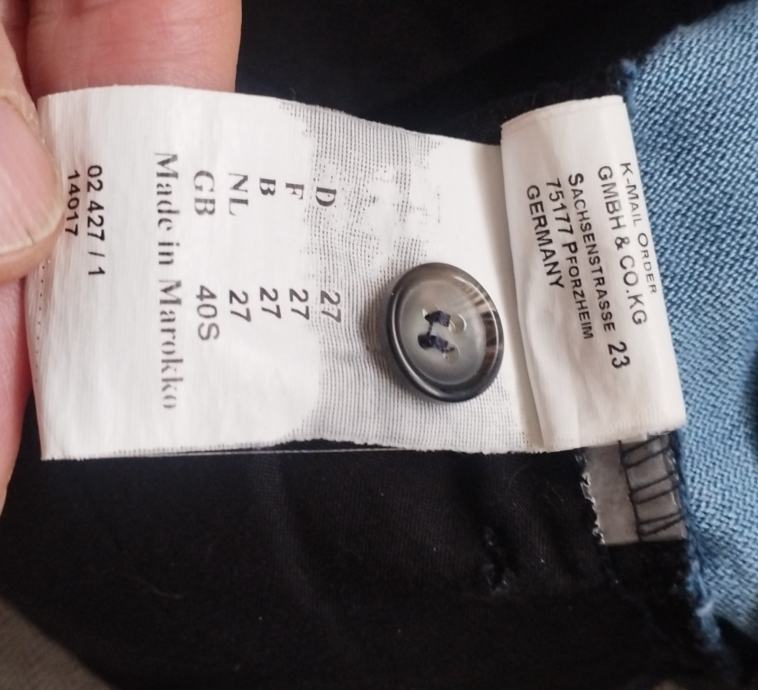 K-MAIL ORDER
GMBH & CO.KG
SACHSENSTRASSE 23
75177 PFORZHEIM
GERMANY
D 27
F 27
B 27
NL 27
GB 40S
Made in Marokko
02 427 / 1
14017